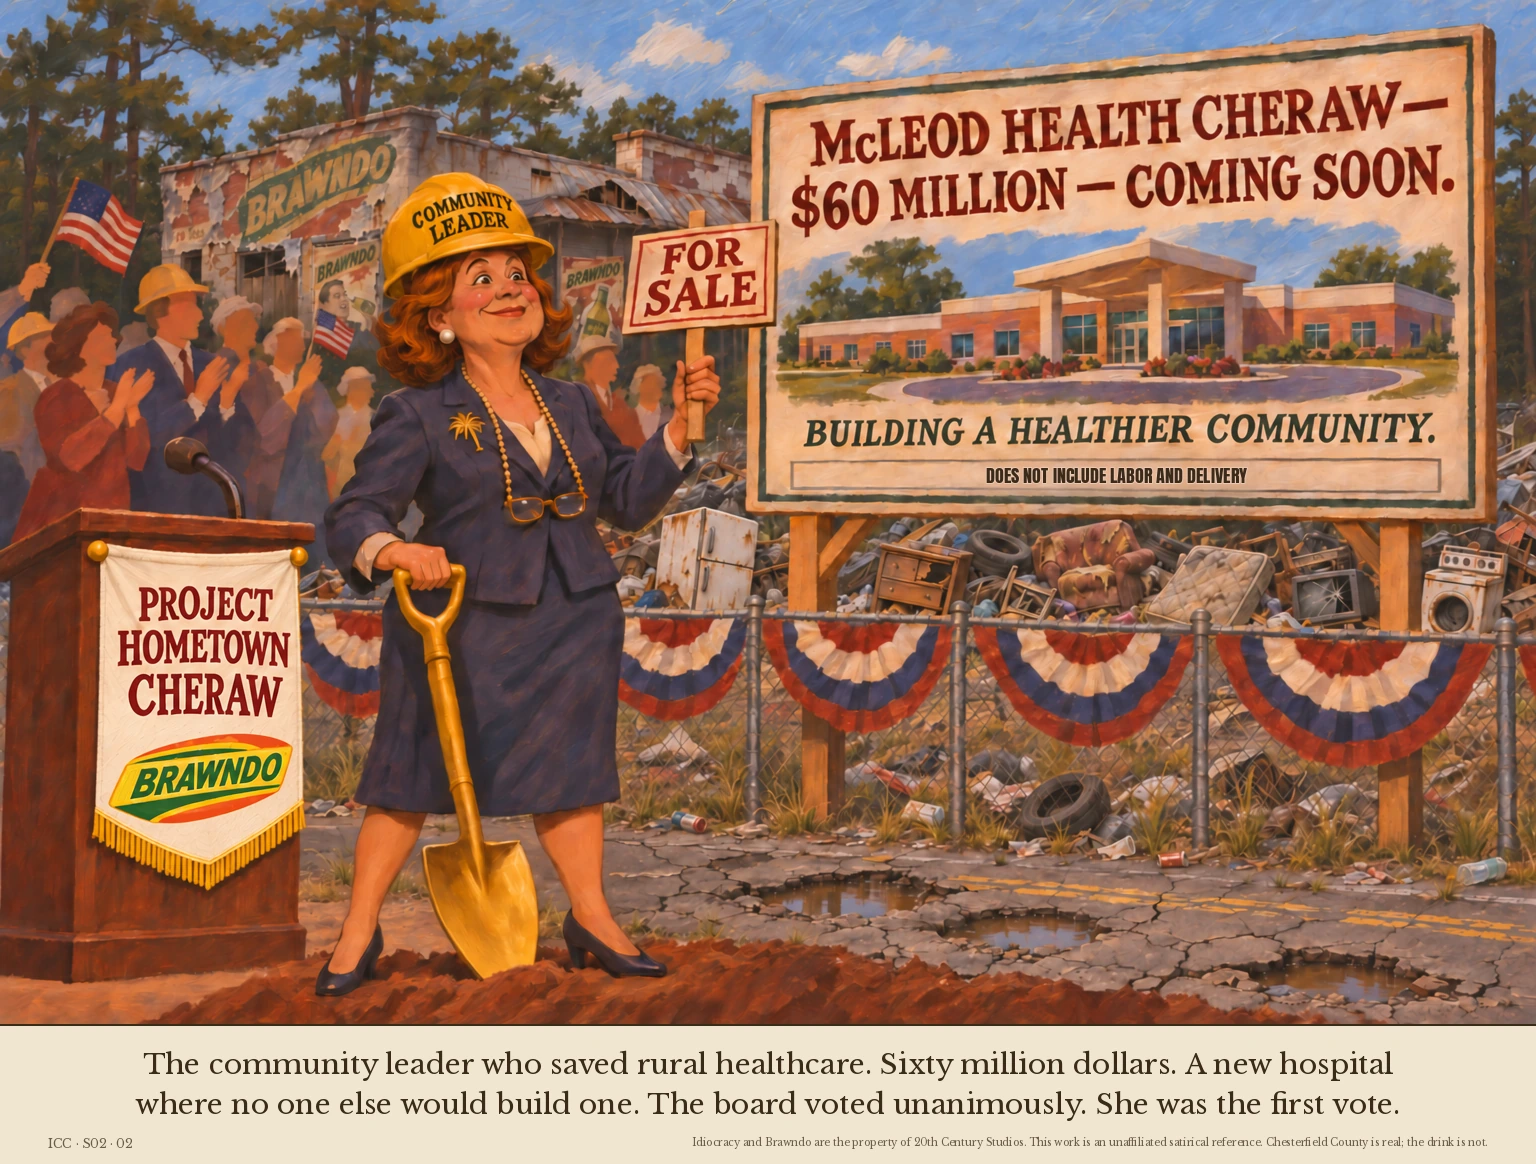 BRAWNDO
COMMUNITY
LEADER
BRAWNDO
BRAWNDO
FOR
SALE
McLEOD HEALTH CHERAW—
$60 MILLION — COMING SOON.
BUILDING A HEALTHIER COMMUNITY.
DOES NOT INCLUDE LABOR AND DELIVERY
PROJECT
HOMETOWN
CHERAW
BRAWNDO
The community leader who saved rural healthcare. Sixty million dollars. A new hospital
where no one else would build one. The board voted unanimously. She was the first vote.
ICC · S02 · 02
Idiocracy and Brawndo are the property of 20th Century Studios. This work is an unaffiliated satirical reference. Chesterfield County is real; the drink is not.